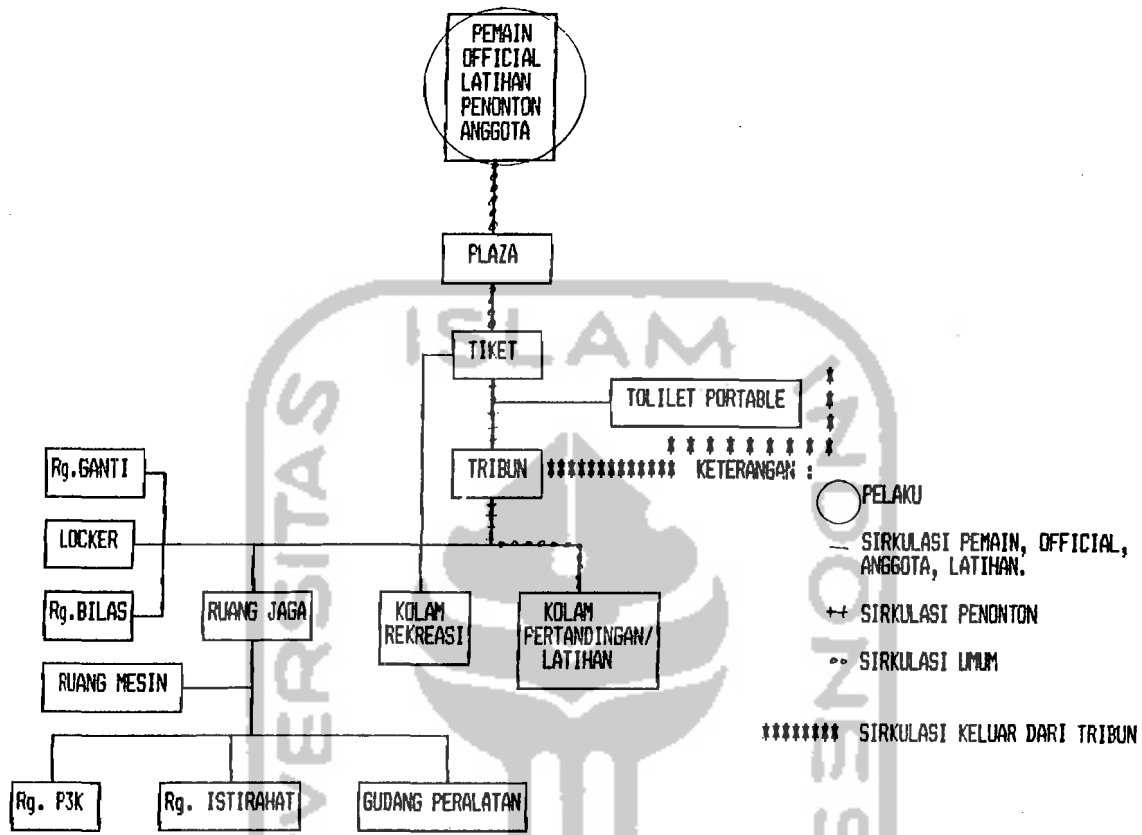 PEMAIN
OFFICIAL
LATIHAN
PENONTON
ANGGOTA
PLAZA
ISLAM
TIKET
TOLILET PORTABLE
TRIBUN
KETERANGAN :
Rg.GANTI
LOCKER
Rg.BILAS
RUANG JAGA
KOLAM
REKREASI
KOLAM
PERTANDINGAN/
LATIHAN
RUANG MESIN
Rg. P3K
Rg. ISTIRAHAT
GUDANG PERALATAN
PELAKU
SIRKULASI PEMAIN, OFFICIAL,
ANGGOTA, LATIHAN.
SIRKULASI PENONTON
SIRKULASI UMUM
SIRKULASI KELUAR DARI TRIBUN